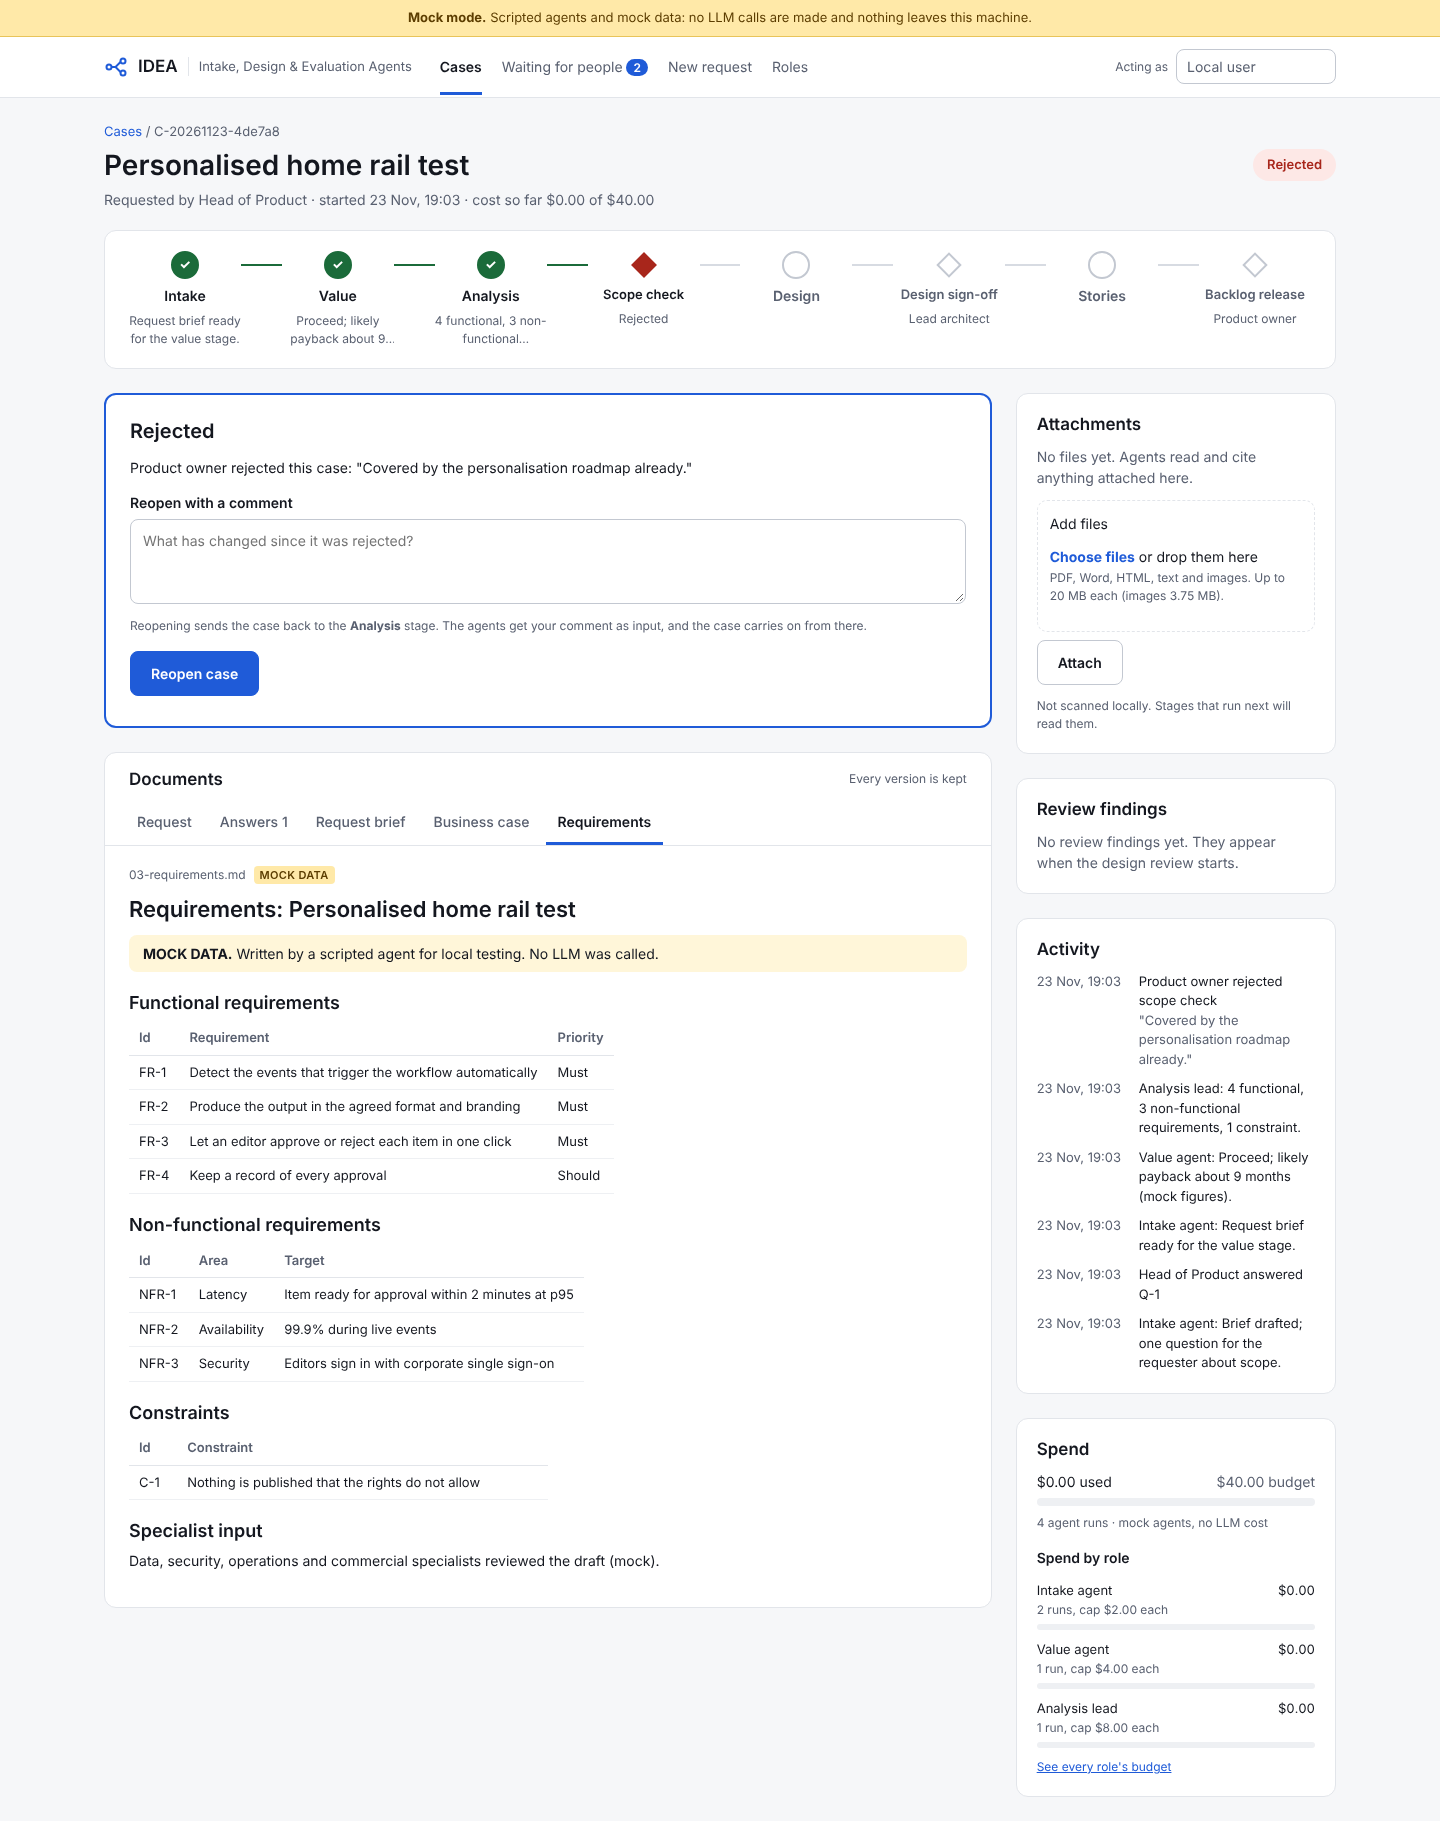 Mock mode. Scripted agents and mock data: no LLM calls are made and nothing leaves this machine.
IDEA
Intake, Design & Evaluation Agents
Cases
Waiting for people 2
New request
Roles
Acting as
Local user
Cases / C-20261123-4de7a8
Personalised home rail test
Rejected
Requested by Head of Product · started 23 Nov, 19:03 · cost so far $0.00 of $40.00
Intake
Request brief ready
for the value stage.
Value
Proceed; likely
payback about 9…
Analysis
4 functional, 3 non-
functional…
Scope check
Rejected
Design
Design sign-off
Lead architect
Stories
Backlog release
Product owner
Rejected
Product owner rejected this case: "Covered by the personalisation roadmap already."
Reopen with a comment
What has changed since it was rejected?
Reopening sends the case back to the Analysis stage. The agents get your comment as input, and the case carries on from there.
Reopen case
Documents
Every version is kept
Request
Answers 1
Request brief
Business case
Requirements
03-requirements.md MOCK DATA
Requirements: Personalised home rail test
MOCK DATA. Written by a scripted agent for local testing. No LLM was called.
Functional requirements
Id Requirement Priority
FR-1 Detect the events that trigger the workflow automatically Must
FR-2 Produce the output in the agreed format and branding Must
FR-3 Let an editor approve or reject each item in one click Must
FR-4 Keep a record of every approval Should
Non-functional requirements
Id Area Target
NFR-1 Latency Item ready for approval within 2 minutes at p95
NFR-2 Availability 99.9% during live events
NFR-3 Security Editors sign in with corporate single sign-on
Constraints
Id Constraint
C-1 Nothing is published that the rights do not allow
Specialist input
Data, security, operations and commercial specialists reviewed the draft (mock).
Attachments
No files yet. Agents read and cite
anything attached here.
Add files
Choose files or drop them here
PDF, Word, HTML, text and images. Up to
20 MB each (images 3.75 MB).
Attach
Not scanned locally. Stages that run next will
read them.
Review findings
No review findings yet. They appear
when the design review starts.
Activity
23 Nov, 19:03 Product owner rejected
scope check
"Covered by the
personalisation roadmap
already."
23 Nov, 19:03 Analysis lead: 4 functional,
3 non-functional
requirements, 1 constraint.
23 Nov, 19:03 Value agent: Proceed; likely
payback about 9 months
(mock figures).
23 Nov, 19:03 Intake agent: Request brief
ready for the value stage.
23 Nov, 19:03 Head of Product answered
Q-1
23 Nov, 19:03 Intake agent: Brief drafted;
one question for the
requester about scope.
Spend
$0.00 used $40.00 budget
4 agent runs · mock agents, no LLM cost
Spend by role
Intake agent $0.00
2 runs, cap $2.00 each
Value agent $0.00
1 run, cap $4.00 each
Analysis lead $0.00
1 run, cap $8.00 each
See every role's budget